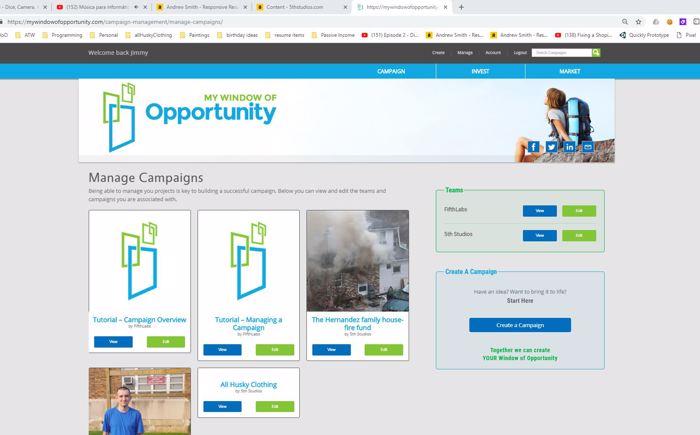 - Dice, Camera,
(152) Música para Informáti
Andrew Smith - Responsive Res
Content - 5thstudios.com
https://mywindowofopportunity.
https://mywindowofopportunity.com/campaign-management/manage-campaigns/
ATW
Programming
Personal
allHuskyClothing
Paintings
birthday ideas
resume items
Passive Income
(151) Episode 2 - Di
Andrew Smith - Res
Andrew Smith - Res
(138) Fixing a Shopi
Quickly Prototype
Pixel
Welcome back Jimmy
Create
Manage
Account
Logout
Search Campaigns
CAMPAIGN
INVEST
MARKET
MY WINDOW OF
Opportunity
Manage Campaigns
Being able to manage you projects is key to building a successful campaign. Below you can view and edit the teams and
campaigns you are associated with.
Tutorial – Campaign Overview
by FifthLabs
View
Edit
Tutorial – Managing a
Campaign
by FifthLabs
View
Edit
The Hernandez family house-
fire fund
by 5th Studios
View
Edit
All Husky Clothing
by 5th Studios
View
Edit
Teams
FifthLabs
View
Edit
5th Studios
View
Edit
Create A Campaign
Have an idea? Want to bring it to life?
Start Here
Create a Campaign
Together we can create
YOUR Window of Opportunity